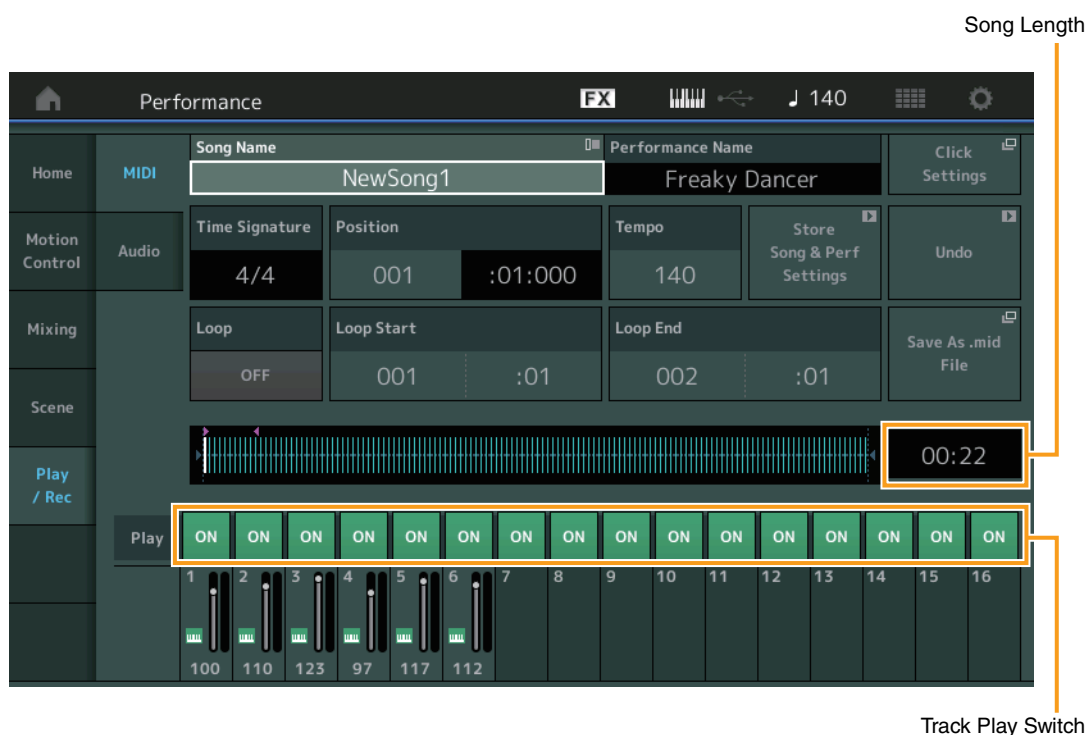 Song Length
Performance FX ♩ 140
Home
Motion
Control
Mixing
Scene
Play
/ Rec
MIDI
Audio
Song Name
NewSong1
Performance Name
Freaky Dancer
Click
Settings
Time Signature
4/4
Position
001 :01:000
Tempo
140
Store
Song & Perf
Settings
Undo
Loop
OFF
Loop Start
001 :01
Loop End
002 :01
Save As .mid
File
00:22
Play ON ON ON ON ON ON ON ON ON ON ON ON ON ON ON ON
1 2 3 4 5 6 7 8 9 10 11 12 13 14 15 16
100 110 123 97 117 112
Track Play Switch